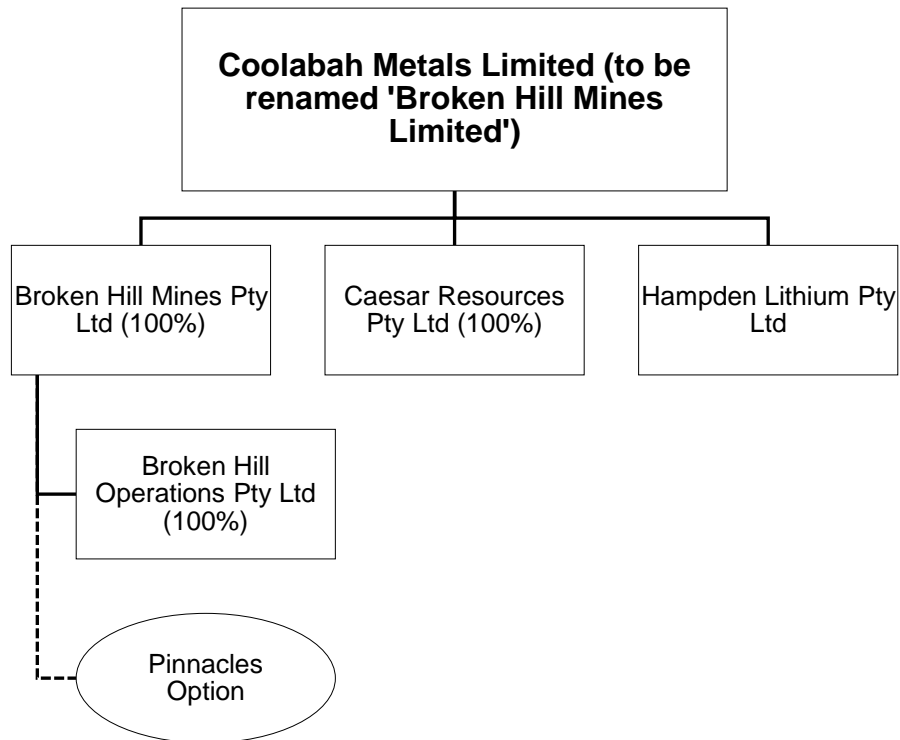 Coolabah Metals Limited (to be
renamed 'Broken Hill Mines
Limited')
Broken Hill Mines Pty
Ltd (100%)
Caesar Resources
Pty Ltd (100%)
Hampden Lithium Pty
Ltd
Broken Hill
Operations Pty Ltd
(100%)
Pinnacles
Option